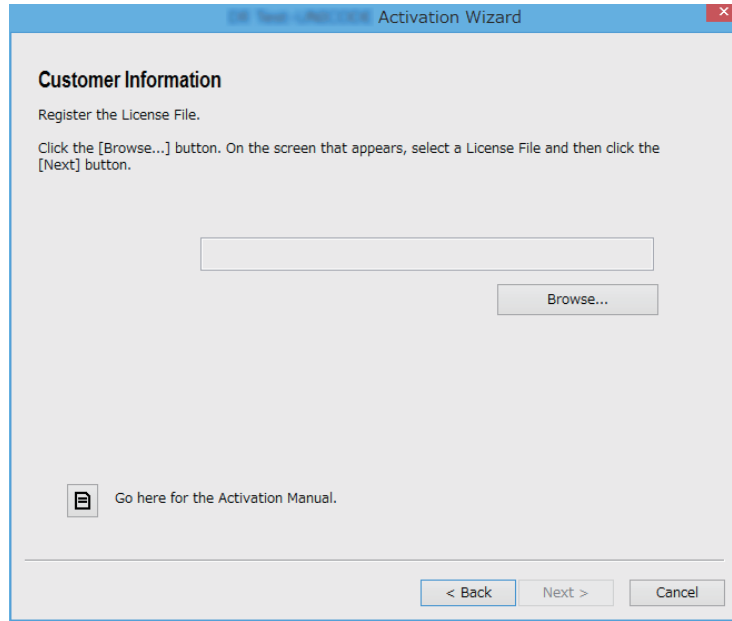 Activation Wizard
Customer Information
Register the License File.
Click the [Browse...] button. On the screen that appears, select a License File and then click the
[Next] button.
Browse...
Go here for the Activation Manual.
< Back
Next >
Cancel